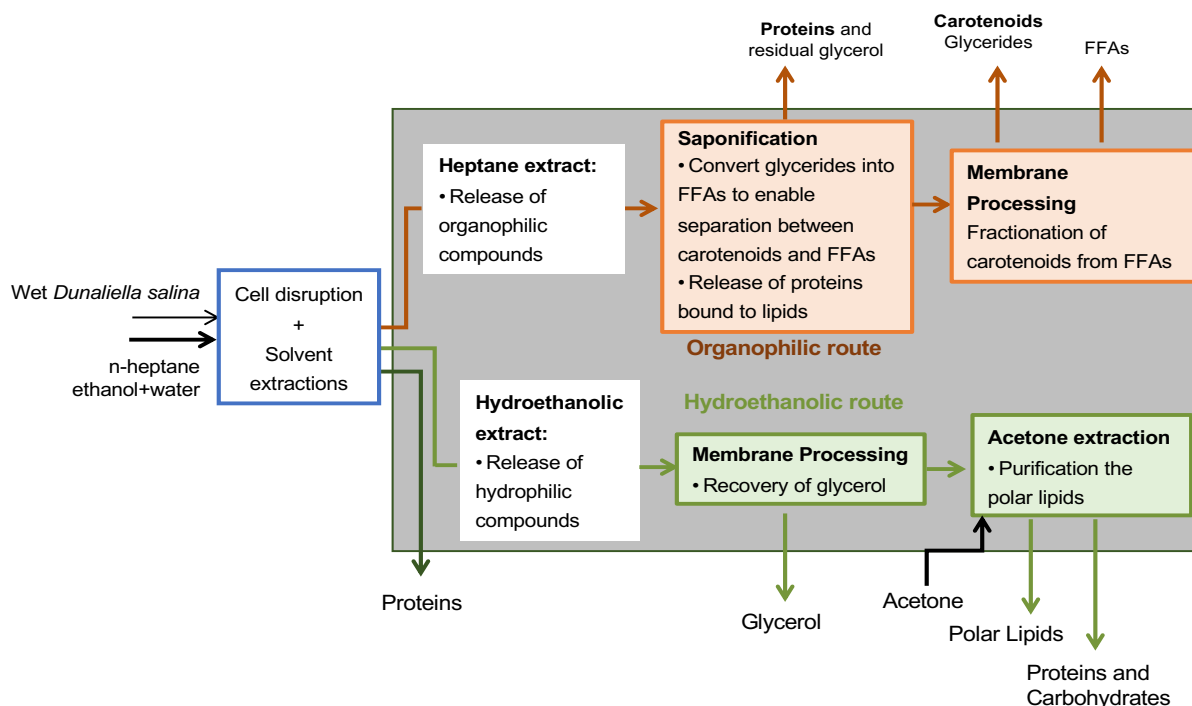 Proteins and
residual glycerol
Carotenoids
Glycerides
FFAs
Wet Dunaliella salina
n-heptane
ethanol+water
Cell disruption
+
Solvent
extractions
Heptane extract:
• Release of
organophilic
compounds
Saponification
• Convert glycerides into
FFAs to enable
separation between
carotenoids and FFAs
• Release of proteins
bound to lipids
Organophilic route
Membrane
Processing
Fractionation of
carotenoids from FFAs
Hydroethanolic
extract:
• Release of
hydrophilic
compounds
Hydroethanolic route
Membrane Processing
• Recovery of glycerol
Acetone extraction
• Purification the
polar lipids
Proteins
Glycerol
Acetone
Polar Lipids
Proteins and
Carbohydrates